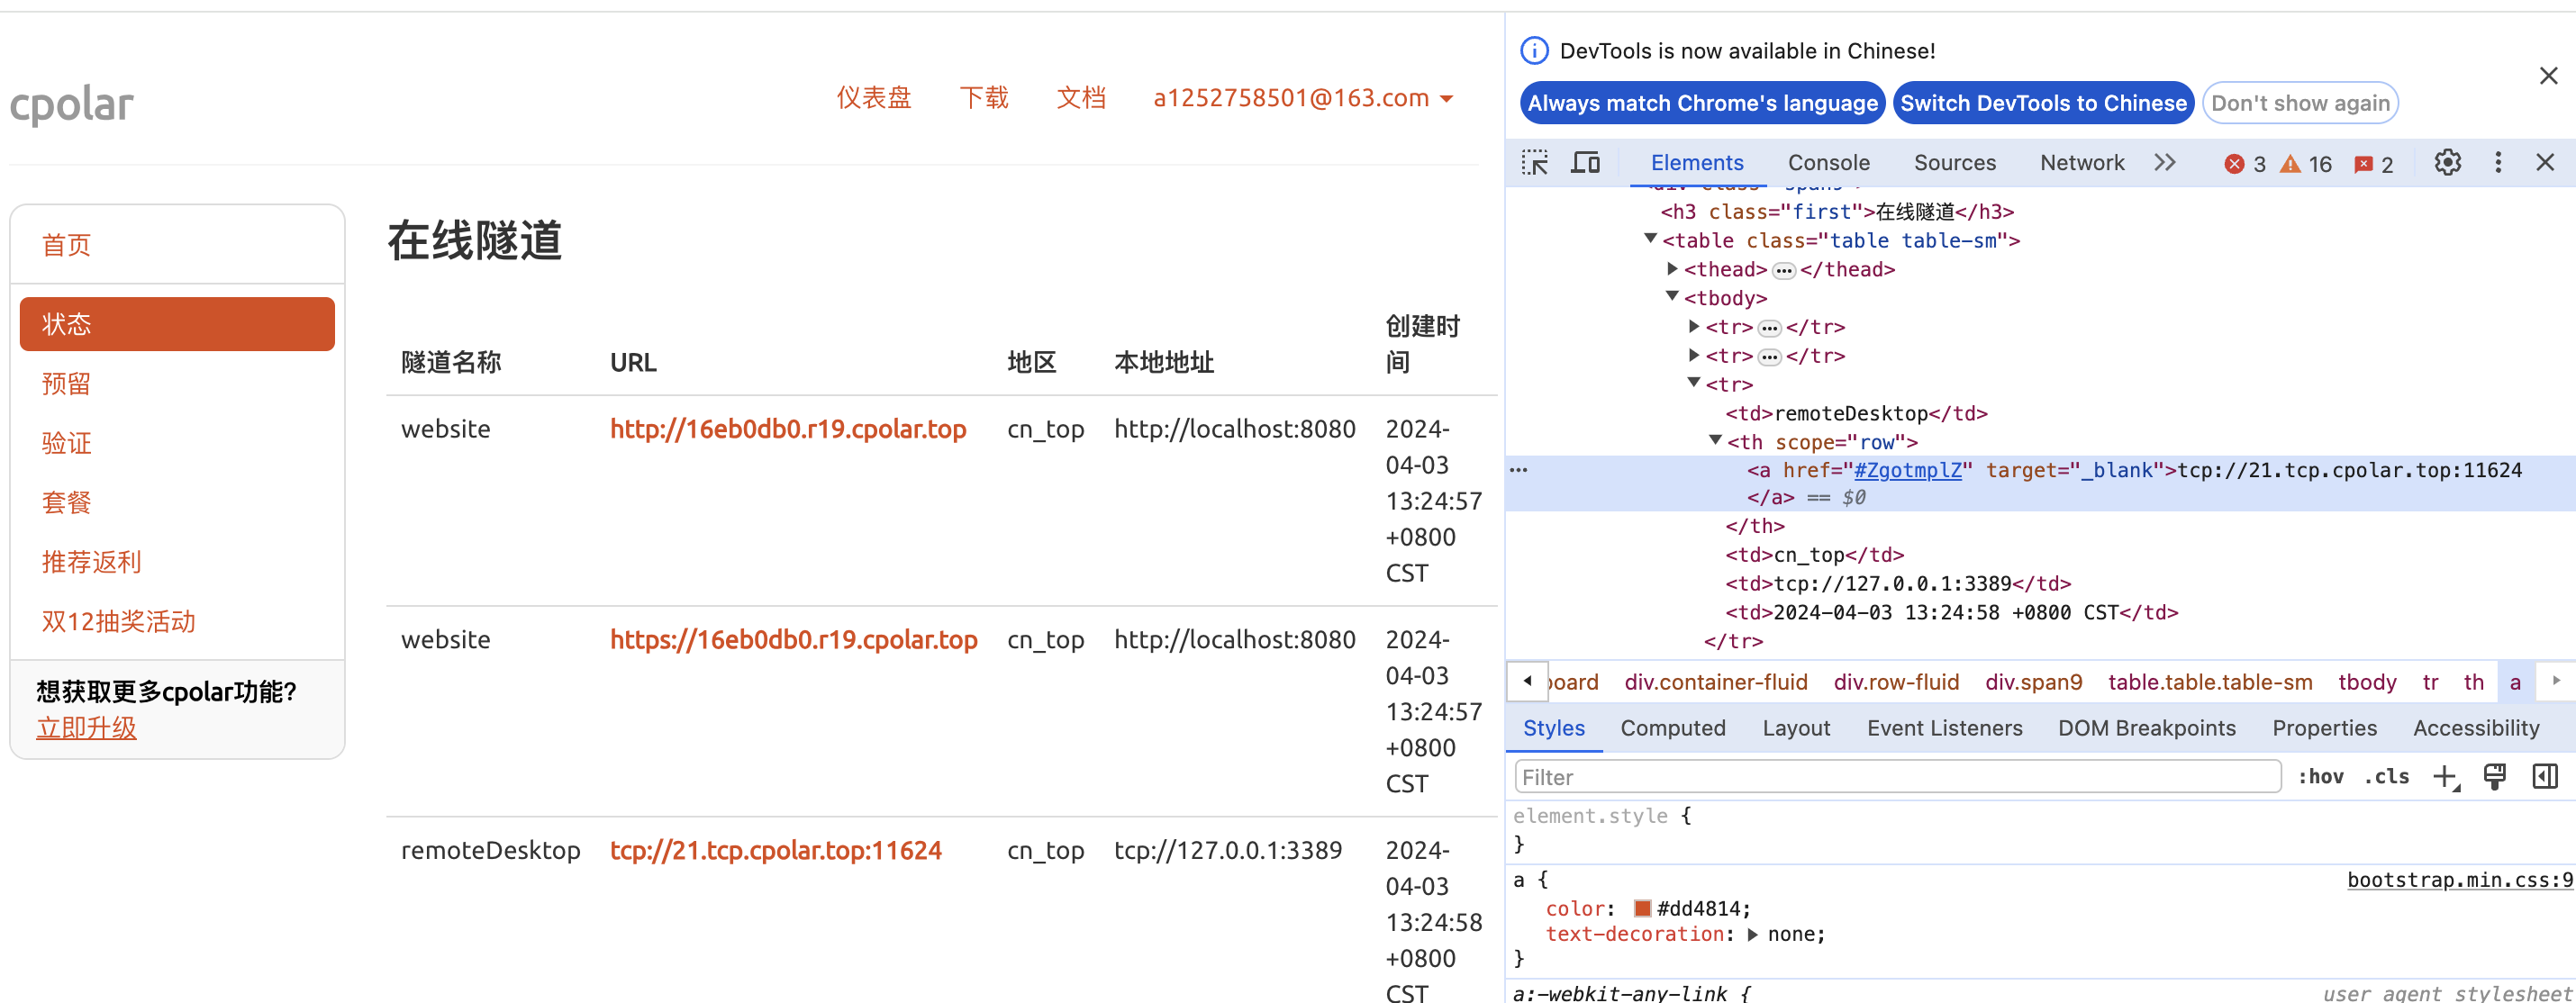 cpolar
仪表盘 下载 文档 a1252758501@163.com
首页
状态
预留
验证
套餐
推荐返利
双12抽奖活动
想获取更多cpolar功能?
立即升级
在线隧道
隧道名称 URL 地区 本地地址 创建时
间
website http://16eb0db0.r19.cpolar.top cn_top http://localhost:8080 2024-
04-03
13:24:57
+0800
CST
website https://16eb0db0.r19.cpolar.top cn_top http://localhost:8080 2024-
04-03
13:24:57
+0800
CST
remoteDesktop tcp://21.tcp.cpolar.top:11624 cn_top tcp://127.0.0.1:3389 2024-
04-03
13:24:58
+0800
CST
DevTools is now available in Chinese!
Always match Chrome's language Switch DevTools to Chinese Don't show again
Elements Console Sources Network 3 16 2
<h3 class="first">在线隧道</h3>
<table class="table table-sm">
<thead>…</thead>
<tbody>
<tr>…</tr>
<tr>…</tr>
<tr>
<td>remoteDesktop</td>
<th scope="row">
<a href="#ZgotmplZ" target="_blank">tcp://21.tcp.cpolar.top:11624
</a> == $0
</th>
<td>cn_top</td>
<td>tcp://127.0.0.1:3389</td>
<td>2024-04-03 13:24:58 +0800 CST</td>
</tr>
oard div.container-fluid div.row-fluid div.span9 table.table.table-sm tbody tr th a
Styles Computed Layout Event Listeners DOM Breakpoints Properties Accessibility
Filter :hov .cls
element.style {
}
a { bootstrap.min.css:9
color: #dd4814;
text-decoration: none;
}
a:-webkit-any-link { user agent stylesheet